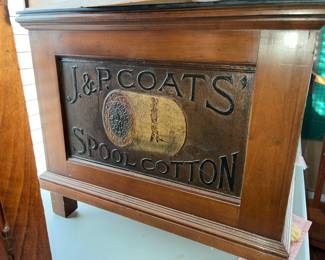 J. & P. COATS'
SPOOL COTTON